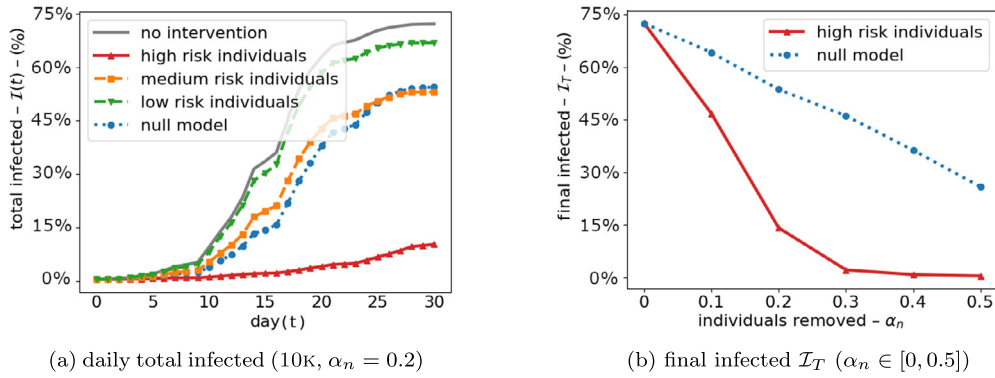 75%
60%
45%
30%
15%
0%
total infected – I(t) – (%)
no intervention
high risk individuals
medium risk individuals
low risk individuals
null model
0 5 10 15 20 25 30
day(t)
(a) daily total infected (10K, αn = 0.2)
75%
60%
45%
30%
15%
0%
final infected – IT – (%)
high risk individuals
null model
0 0.1 0.2 0.3 0.4 0.5
individuals removed – αn
(b) final infected IT (αn ∈ [0, 0.5])